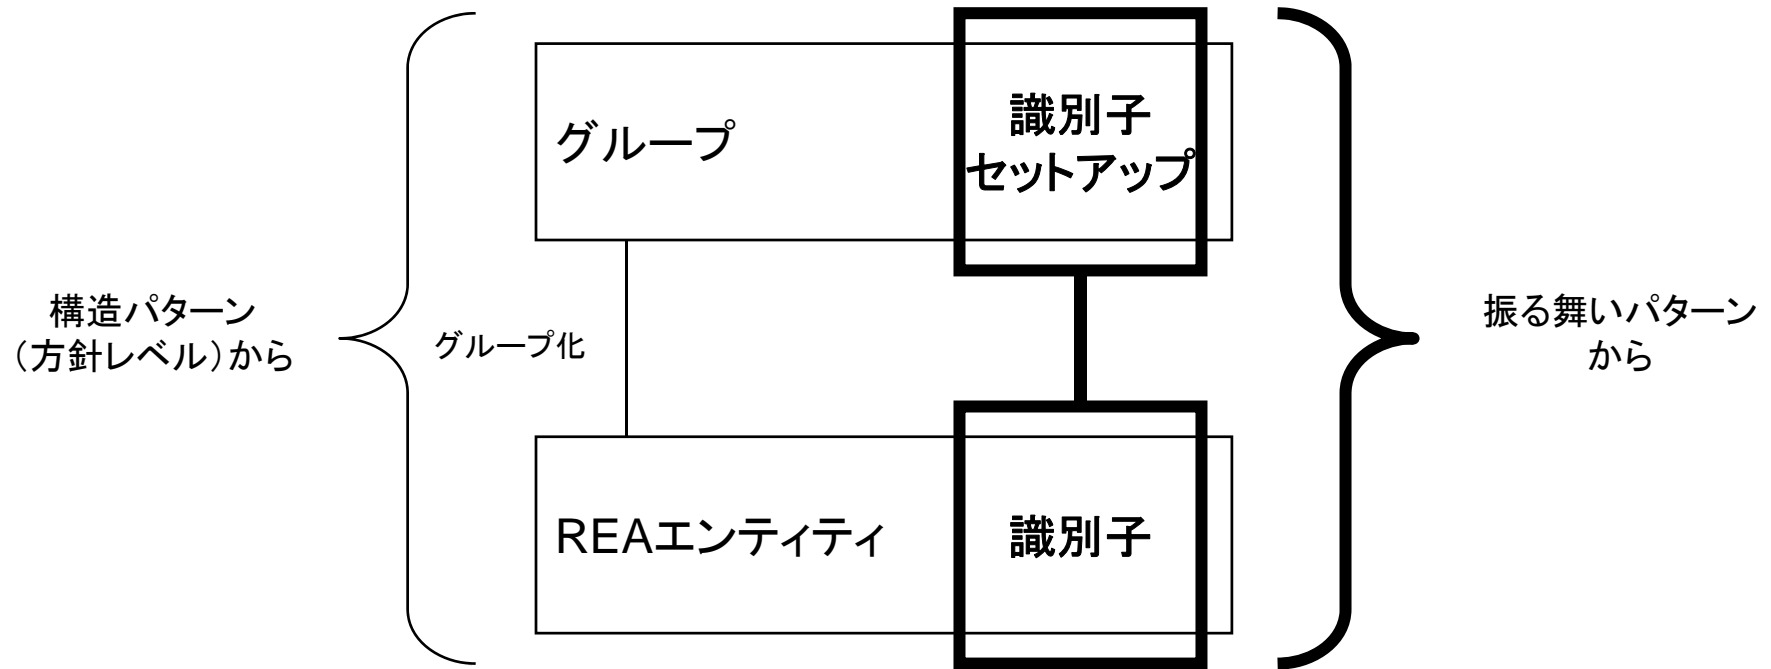 グループ
識別子
セットアップ
構造パターン
（方針レベル）から
グループ化
振る舞いパターン
から
REAエンティティ
識別子